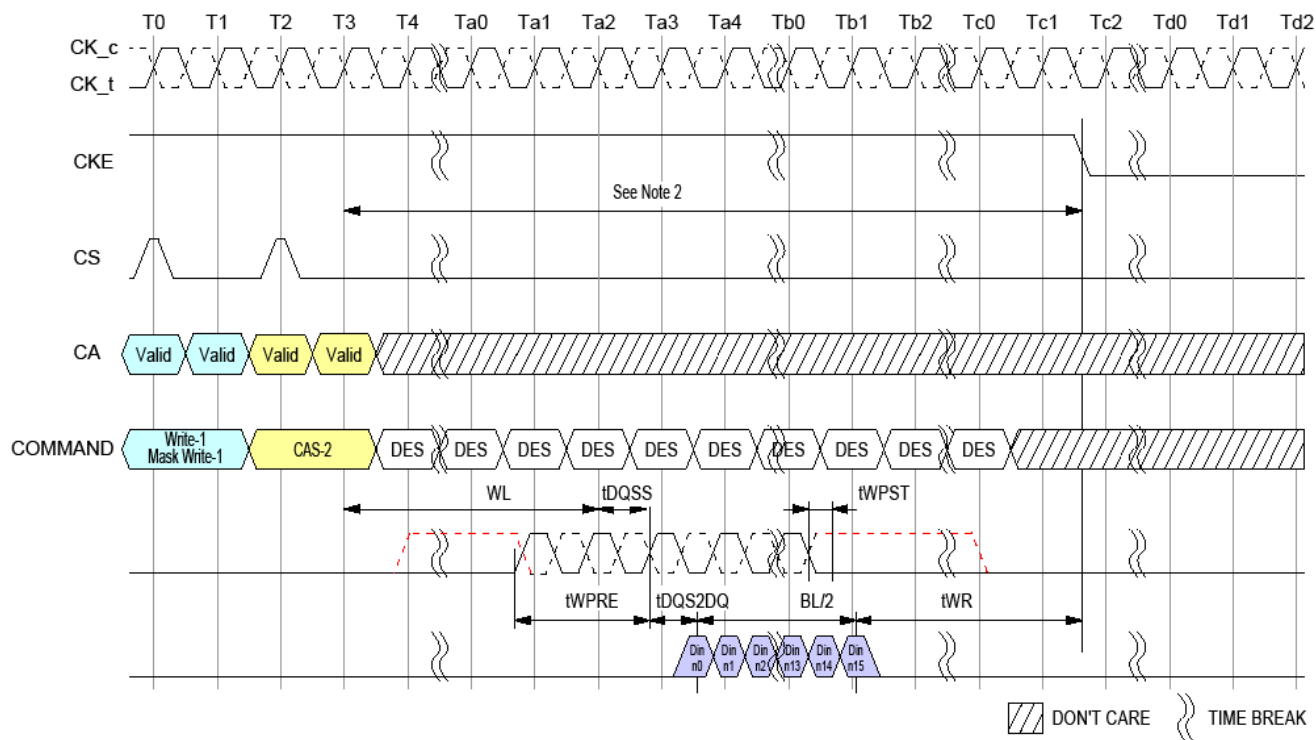 T0 T1 T2 T3 T4 Ta0 Ta1 Ta2 Ta3 Ta4 Tb0 Tb1 Tb2 Tc0 Tc1 Tc2 Td0 Td1 Td2
CK_c
CK_t
CKE
See Note 2
CS
CA Valid Valid Valid Valid
COMMAND Write-1 Mask Write-1 CAS-2 DES DES DES DES DES DES DES DES DES DES
WL tDQSS tWPST
tWPRE tDQS2DQ BL/2 tWR
Din n0 Din n1 Din n2 Din n13 Din n14 Din n15
DON'T CARE TIME BREAK